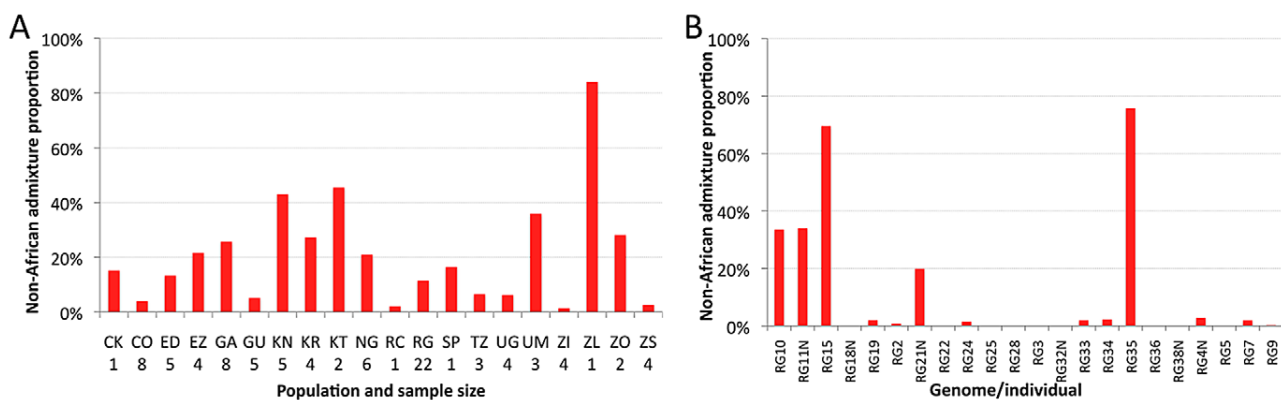 A
Non-African admixture proportion
100%
80%
60%
40%
20%
0%
CK CO ED EZ GA GU KN KR KT NG RC RG SP TZ UG UM ZI ZL ZO ZS
1 8 5 4 8 5 5 4 2 6 1 22 1 3 4 3 4 1 2 4
Population and sample size
B
Non-African admixture proportion
100%
80%
60%
40%
20%
0%
RG10 RG11N RG15 RG18N RG19 RG2 RG21N RG22 RG24 RG25 RG28 RG3 RG32N RG33 RG34 RG35 RG36 RG38N RG4N RG5 RG7 RG9
Genome/individual